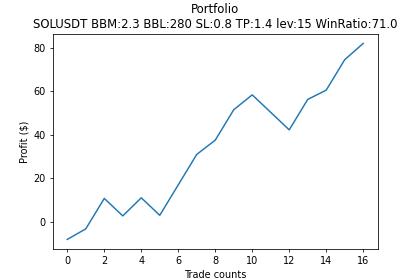 Portfolio
SOLUSDT BBM:2.3 BBL:280 SL:0.8 TP:1.4 lev:15 WinRatio:71.0
80
60
40
20
0
Profit ($)
0 2 4 6 8 10 12 14 16
Trade counts